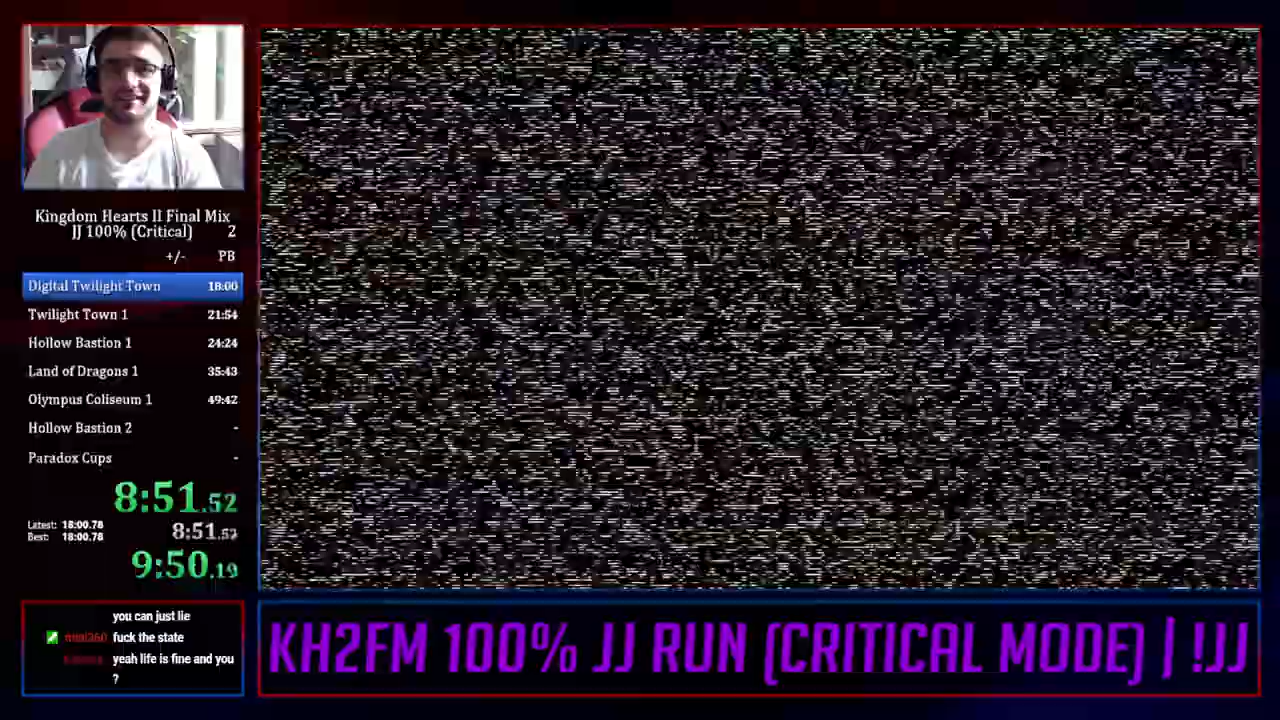 Kingdom Hearts II Final Mix
JJ 100% (Critical) 2
+/- PB
Digital Twilight Town 18:00
Twilight Town 1 21:54
Hollow Bastion 1 24:24
Land of Dragons 1 35:43
Olympus Coliseum 1 49:42
Hollow Bastion 2 -
Paradox Cups -
8:51.52
Latest: 18:00.78 8:51.52
Best: 18:00.78
9:50.19
you can just lie
fuck the state
yeah life is fine and you
?
KH2FM 100% JJ RUN (CRITICAL MODE) | !JJ